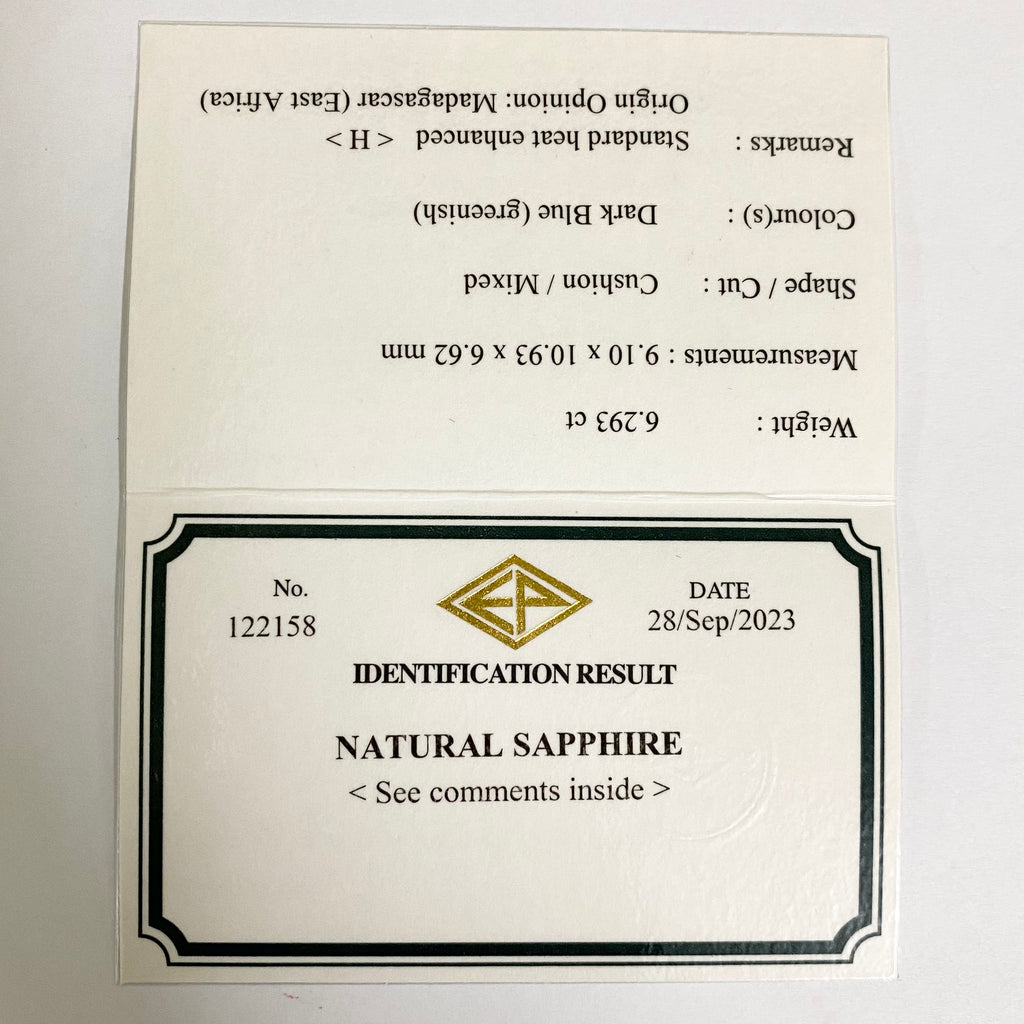 No.
122158
EP
DATE
28/Sep/2023
IDENTIFICATION RESULT
NATURAL SAPPHIRE
< See comments inside >
Weight : 6.293 ct
Measurements : 9.10 x 10.93 x 6.62 mm
Shape / Cut : Cushion / Mixed
Colour(s) : Dark Blue (greenish)
Remarks : Standard heat enhanced < H >
Origin Opinion: Madagascar (East Africa)